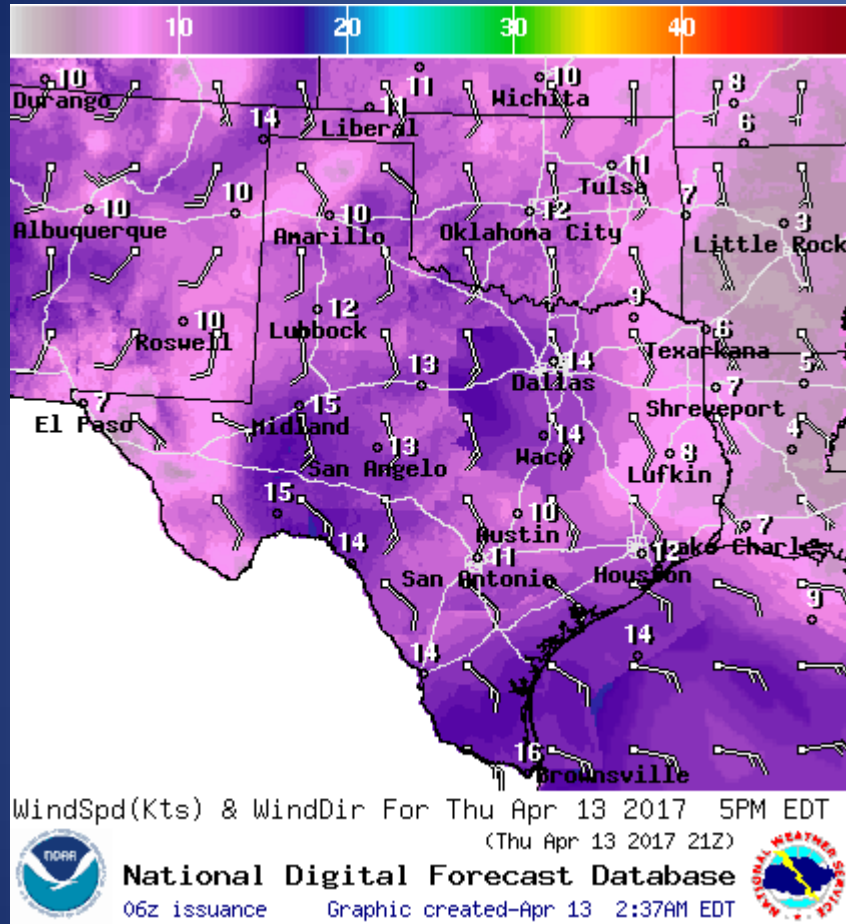 10 20 30 40
10 11 10 8
Durango 11 Wichita
14 Liberal 6
11
Tulsa
10 10 10 12 7 3
Albuquerque Amarillo Oklahoma City Little Rock
10 12 9 6
Roswell Lubbock Texarkana
13 14 5
Dallas
7 15 7
El Paso Midland Shreveport
13 14 8 4
San Angelo Waco Lufkin
15 10 7
Austin
14 11 12 Lake Charles
San Antonio Houston
9
14 14
16
Brownsville
WindSpd(Kts) & WindDir For Thu Apr 13 2017 5PM EDT
(Thu Apr 13 2017 21Z)
NOAA
National Digital Forecast Database
06z issuance Graphic created-Apr 13 2:37AM EDT
NATIONAL WEATHER SERVICE